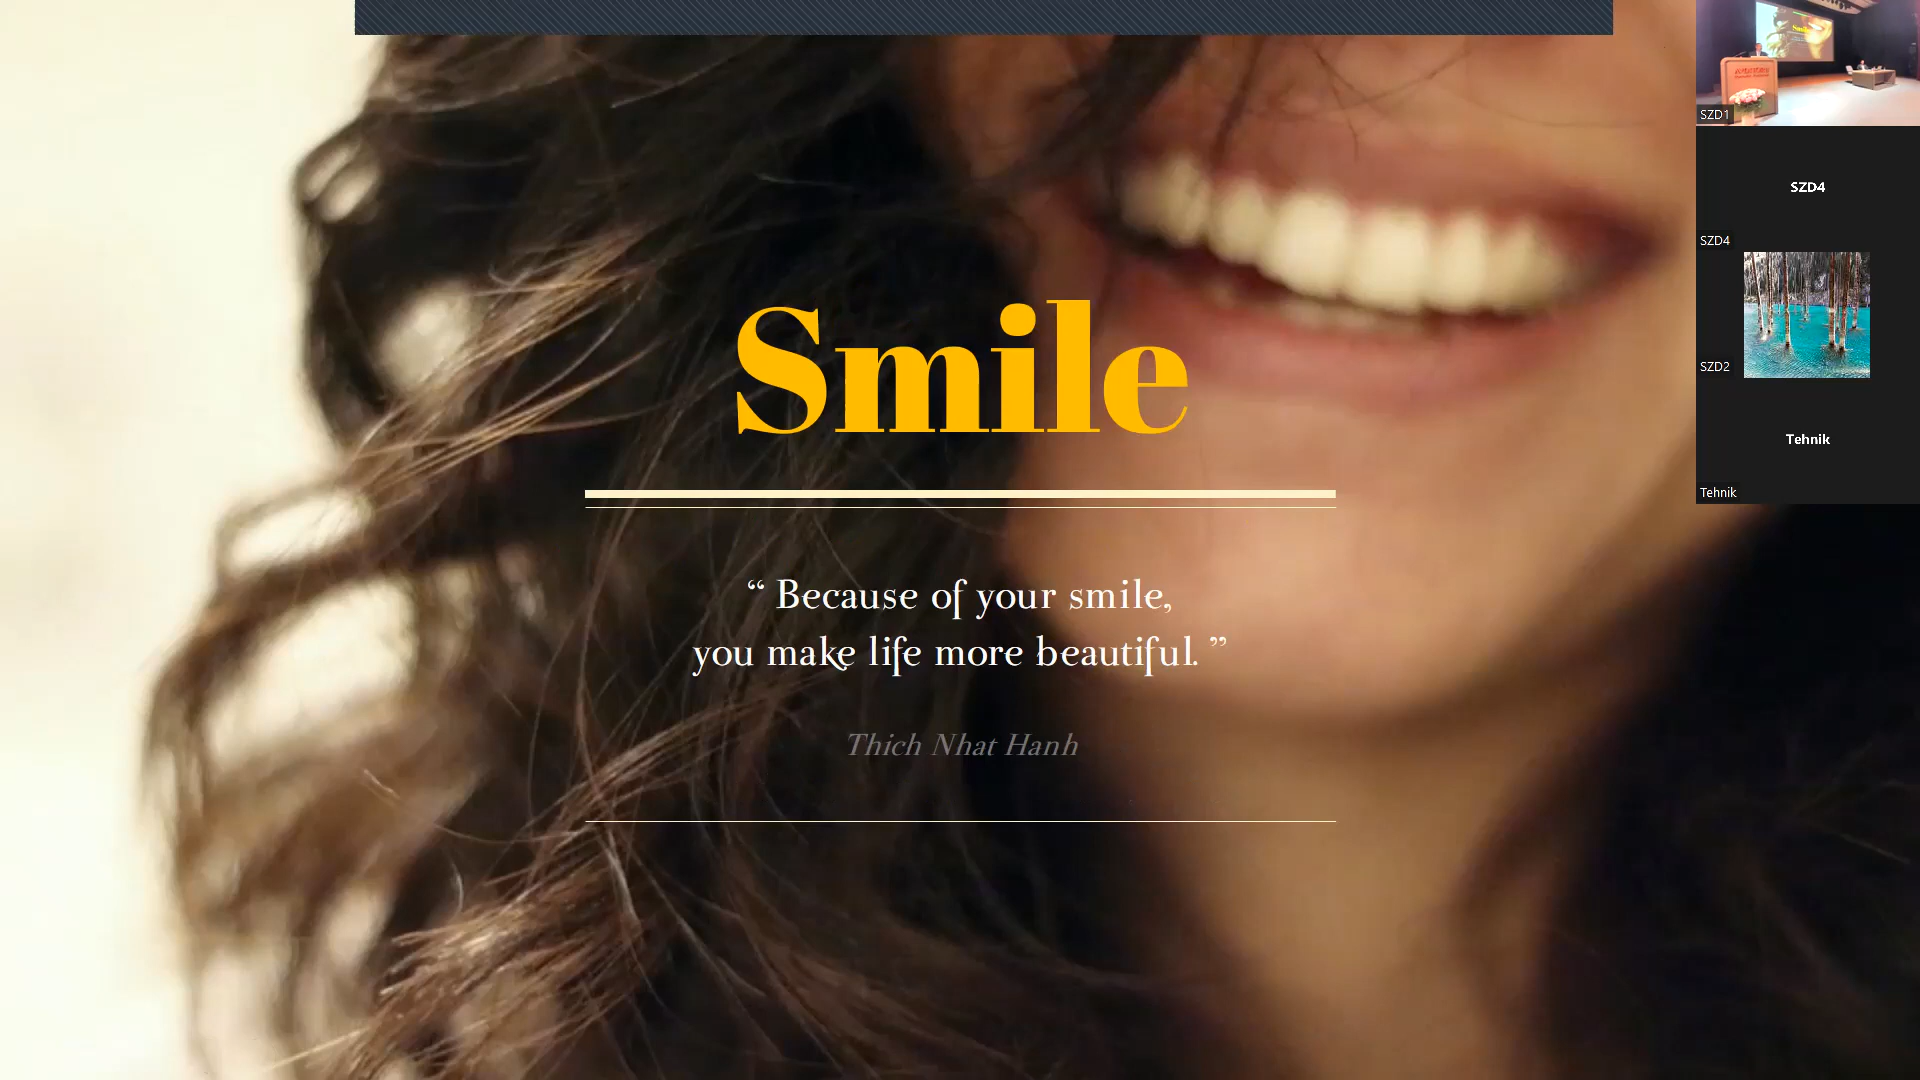 Smile
“ Because of your smile,
you make life more beautiful. ”
Thich Nhat Hanh
SZD1
SZD4
SZD4
SZD2
Tehnik
Tehnik